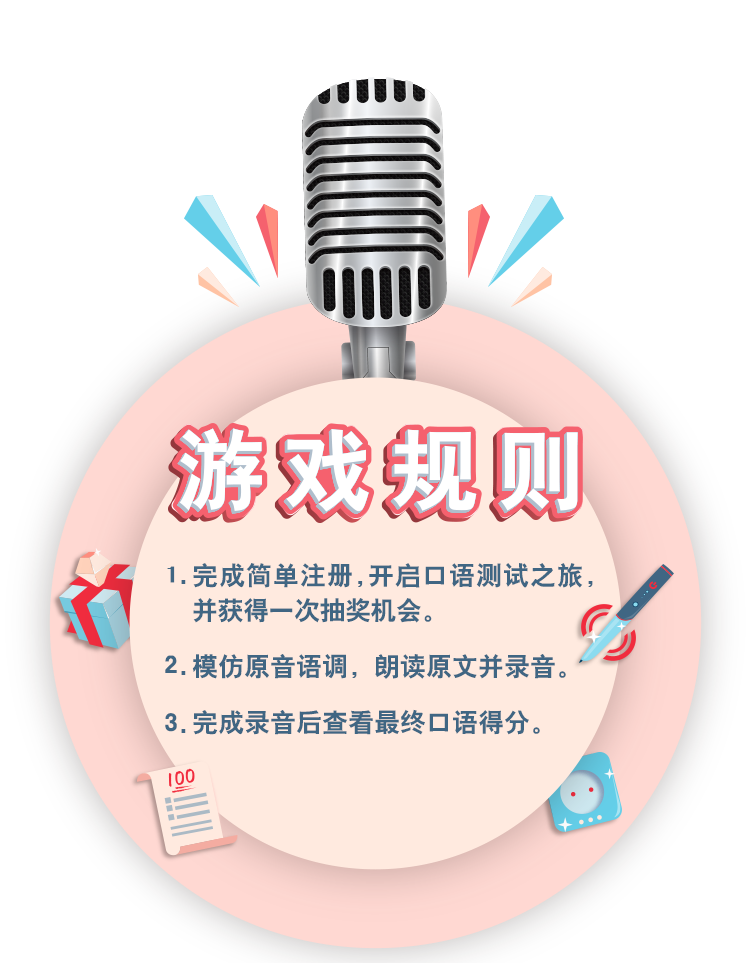 游戏规则
1.完成简单注册,开启口语测试之旅,
并获得一次抽奖机会。
2.模仿原音语调，朗读原文并录音。
3.完成录音后查看最终口语得分。
100